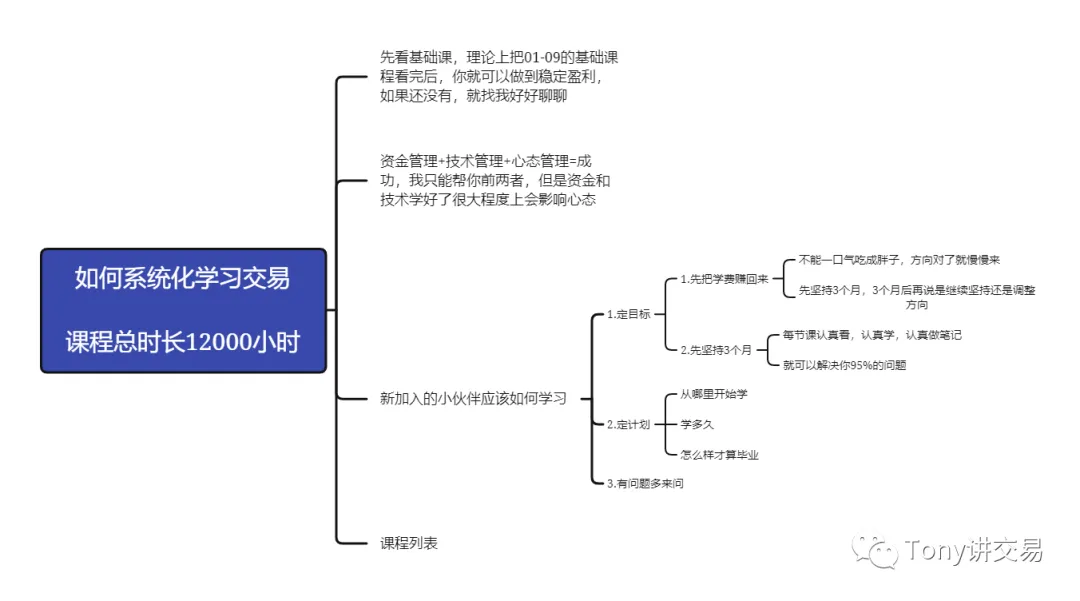 如何系统化学习交易
课程总时长12000小时
先看基础课，理论上把01-09的基础课
程看完后，你就可以做到稳定盈利，
如果还没有，就找我好好聊聊
资金管理+技术管理+心态管理=成
功，我只能帮你前两者，但是资金和
技术学好了很大程度上会影响心态
新加入的小伙伴应该如何学习
1.定目标
1.先把学费赚回来
不能一口气吃成胖子，方向对了就慢慢来
先坚持3个月，3个月后再说是继续坚持还是调整
方向
2.先坚持3个月
每节课认真看，认真学，认真做笔记
就可以解决你95%的问题
2.定计划
从哪里开始学
学多久
怎么样才算毕业
3.有问题多来问
课程列表
Tony讲交易